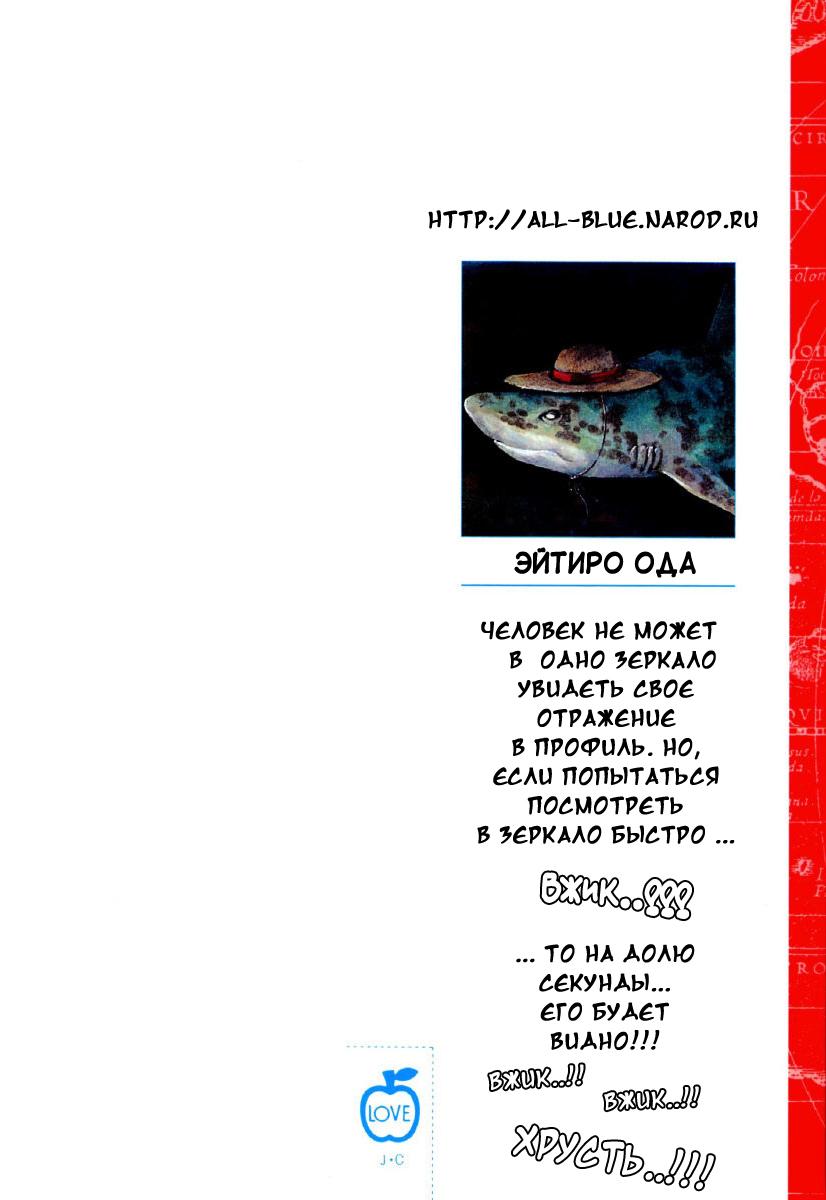 HTTP://ALL-BLUE.NAROD.RU
ЭЙТИРО ОДА
ЧЕЛОВЕК НЕ МОЖЕТ
В ОДНО ЗЕРКАЛО
УВИДЕТЬ СВОЕ
ОТРАЖЕНИЕ
В ПРОФИЛЬ. НО,
ЕСЛИ ПОПЫТАТЬСЯ
ПОСМОТРЕТЬ
В ЗЕРКАЛО БЫСТРО ...
ВЖИК..!!!
... ТО НА ДОЛЮ
СЕКУНДЫ...
ЕГО БУДЕТ
ВИДНО!!!
ВЖИК..!!
ВЖИК..!!
ХРУСТЬ..!!!
LOVE
J·C